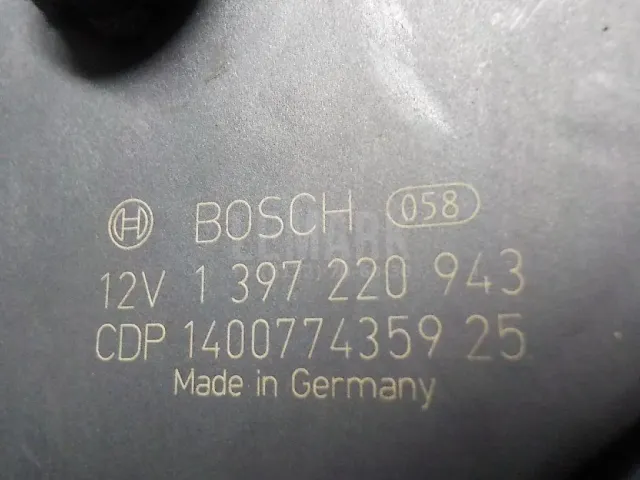 BOSCH 058
12V 1 397 220 943
CDP 1400774359 25
Made in Germany